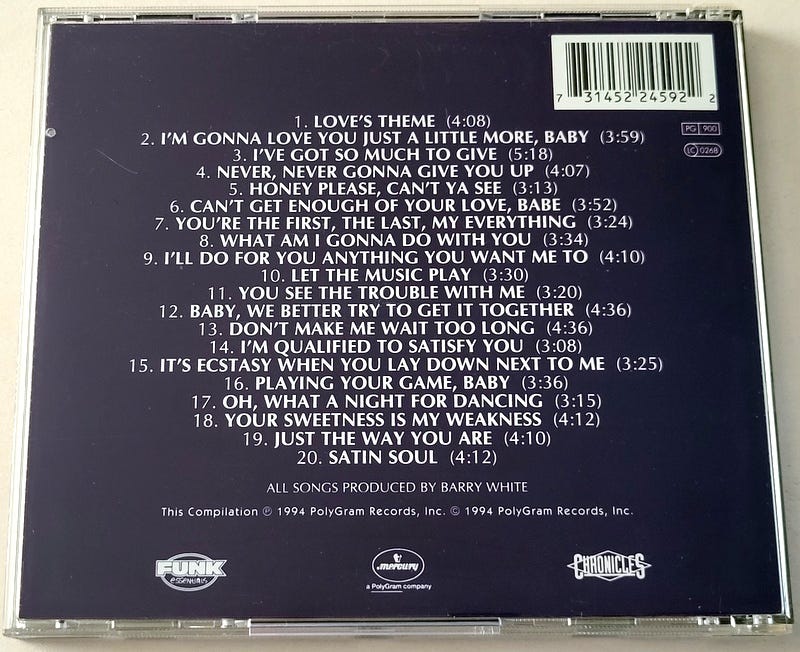 7 31452 24592 2
PG 900
LC 0268
1. LOVE'S THEME (4:08)
2. I'M GONNA LOVE YOU JUST A LITTLE MORE, BABY (3:59)
3. I'VE GOT SO MUCH TO GIVE (5:18)
4. NEVER, NEVER GONNA GIVE YOU UP (4:07)
5. HONEY PLEASE, CAN'T YA SEE (3:13)
6. CAN'T GET ENOUGH OF YOUR LOVE, BABE (3:52)
7. YOU'RE THE FIRST, THE LAST, MY EVERYTHING (3:24)
8. WHAT AM I GONNA DO WITH YOU (3:34)
9. I'LL DO FOR YOU ANYTHING YOU WANT ME TO (4:10)
10. LET THE MUSIC PLAY (3:30)
11. YOU SEE THE TROUBLE WITH ME (3:20)
12. BABY, WE BETTER TRY TO GET IT TOGETHER (4:36)
13. DON'T MAKE ME WAIT TOO LONG (4:36)
14. I'M QUALIFIED TO SATISFY YOU (3:08)
15. IT'S ECSTASY WHEN YOU LAY DOWN NEXT TO ME (3:25)
16. PLAYING YOUR GAME, BABY (3:36)
17. OH, WHAT A NIGHT FOR DANCING (3:15)
18. YOUR SWEETNESS IS MY WEAKNESS (4:12)
19. JUST THE WAY YOU ARE (4:10)
20. SATIN SOUL (4:12)
ALL SONGS PRODUCED BY BARRY WHITE
This Compilation ℗ 1994 PolyGram Records, Inc. © 1994 PolyGram Records, Inc.
FUNK
essentials
mercury
a PolyGram company
CHRONICLES